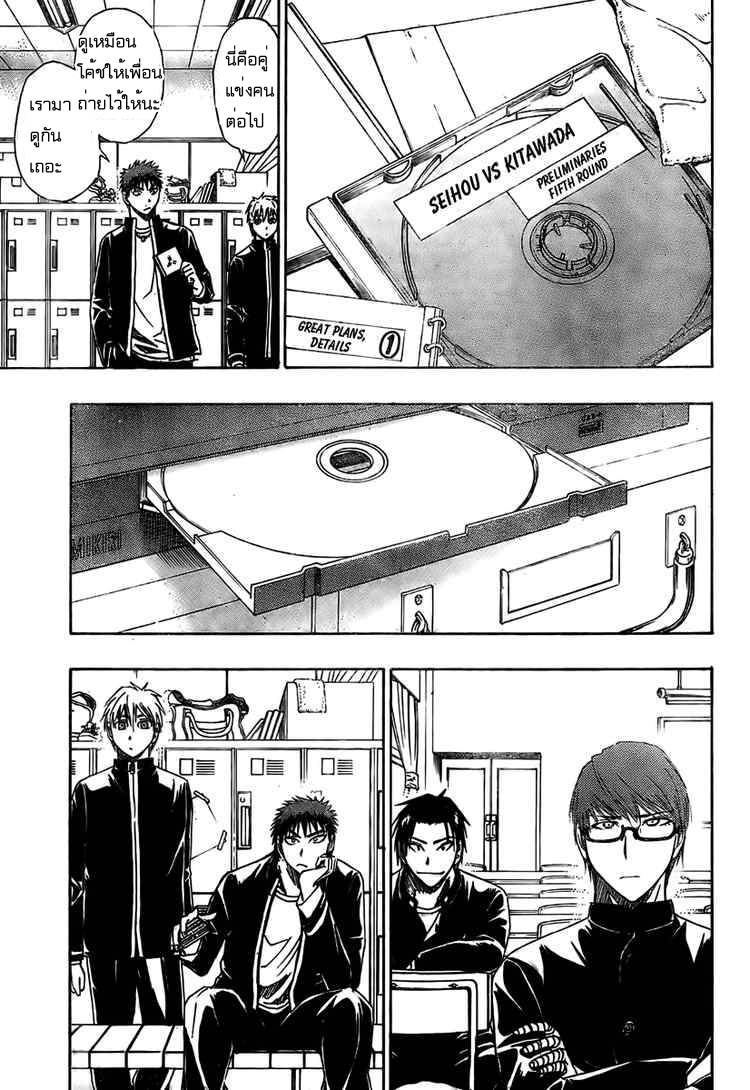 SEIHOU VS KITAWADA
PRELIMINARIES
FIFTH ROUND
GREAT PLANS,
DETAILS
1
นี่คือคู่
แข่งคน
ต่อไป
ดูเหมือน
โค้ชให้เพื่อน
ถ่ายไว้ให้นะ
เรามา
ดูกัน
เถอะ
MIKISI